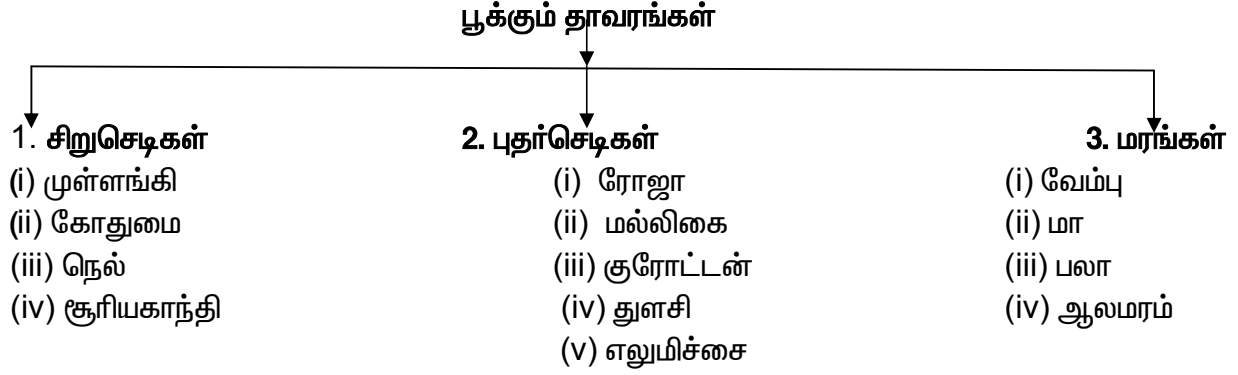 பூக்கும் தாவரங்கள்
1. சிறுசெடிகள்
(i) முள்ளங்கி
(ii) கோதுமை
(iii) நெல்
(iv) சூரியகாந்தி
2. புதர்செடிகள்
(i) ரோஜா
(ii) மல்லிகை
(iii) குரோட்டன்
(iv) துளசி
(v) எலுமிச்சை
3. மரங்கள்
(i) வேம்பு
(ii) மா
(iii) பலா
(iv) ஆலமரம்